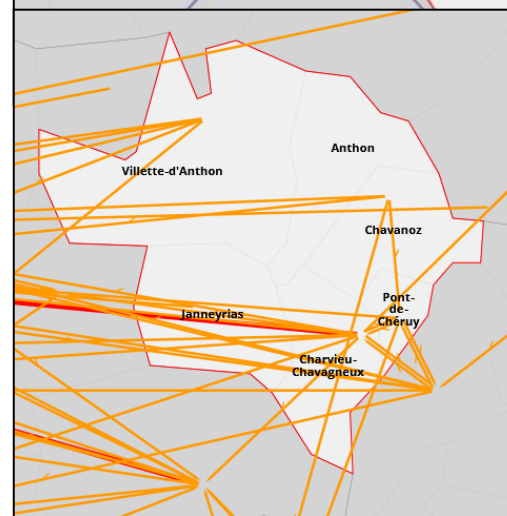 Anthon
Villette-d'Anthon
Chavanoz
Pont-
de-
Chéruy
Janneyrias
Charvieu-
Chavagneux